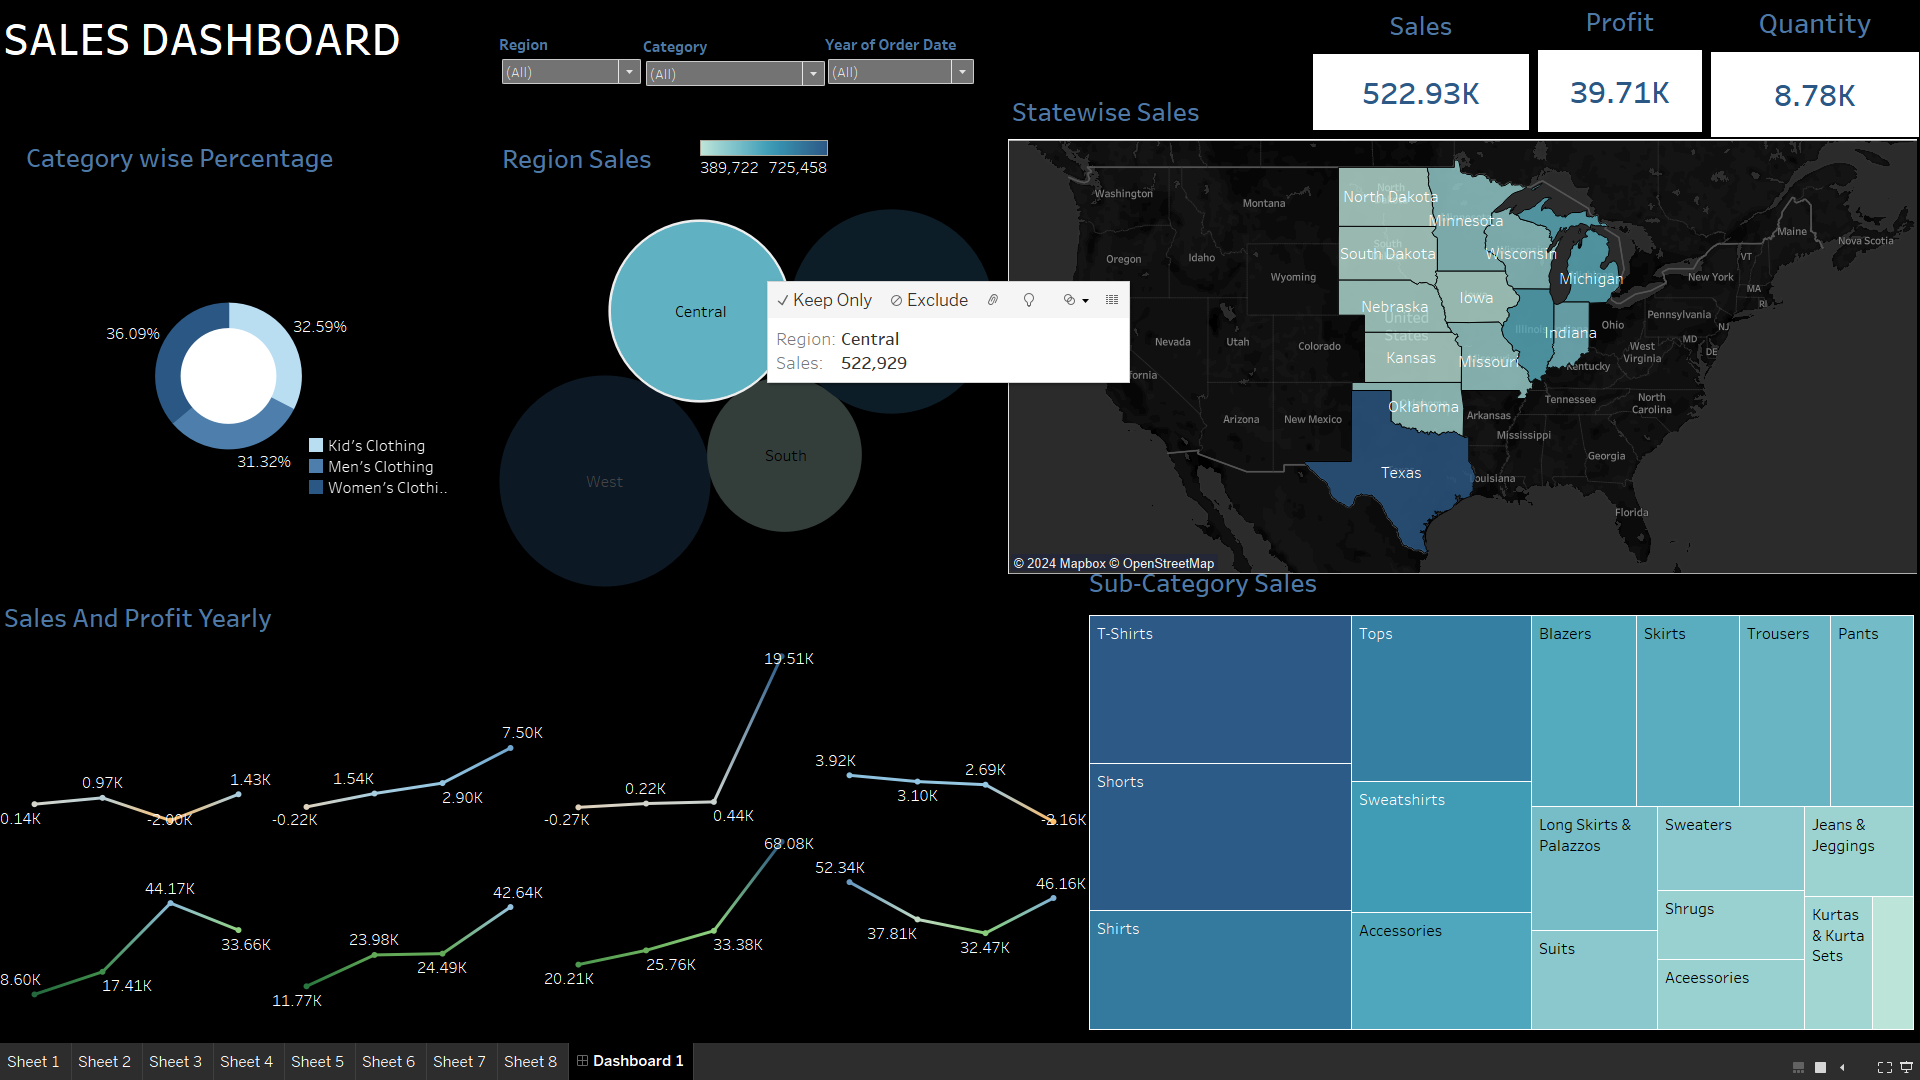 SALES DASHBOARD
Region
(All)
Category
(All)
Year of Order Date
(All)
Sales
522.93K
Profit
39.71K
Quantity
8.78K
Category wise Percentage
36.09%
32.59%
31.32%
Kid's Clothing
Men's Clothing
Women's Clothi..
Region Sales
389,722 725,458
Central
South
West
Keep Only Exclude
Region: Central
Sales: 522,929
Statewise Sales
Washington
Montana
Oregon
Idaho
Wyoming
Nevada
Utah
Colorado
fornia
Arizona
New Mexico
North Dakota
South Dakota
Nebraska
United
States
Kansas
Oklahoma
Texas
Minnesota
Iowa
Missouri
Wisconsin
Michigan
Illinois
Indiana
Ohio
Kentucky
Tennessee
Arkansas
Mississippi
ouisiana
Georgia
Florida
North
Carolina
West
Virginia
Pennsylvania
New York
VT
MA
RI
NJ
MD
DE
Maine
Nova Scotia
© 2024 Mapbox © OpenStreetMap
Sales And Profit Yearly
0.14K
0.97K
-2.00K
1.43K
-0.22K
1.54K
2.90K
7.50K
-0.27K
0.22K
0.44K
19.51K
3.92K
3.10K
2.69K
-2.16K
8.60K
17.41K
44.17K
33.66K
11.77K
23.98K
24.49K
42.64K
20.21K
25.76K
33.38K
68.08K
52.34K
37.81K
32.47K
46.16K
Sub-Category Sales
T-Shirts
Shorts
Shirts
Tops
Sweatshirts
Accessories
Blazers
Skirts
Trousers
Pants
Long Skirts &
Palazzos
Suits
Sweaters
Shrugs
Aceessories
Jeans &
Jeggings
Kurtas
& Kurta
Sets
Sheet 1
Sheet 2
Sheet 3
Sheet 4
Sheet 5
Sheet 6
Sheet 7
Sheet 8
Dashboard 1